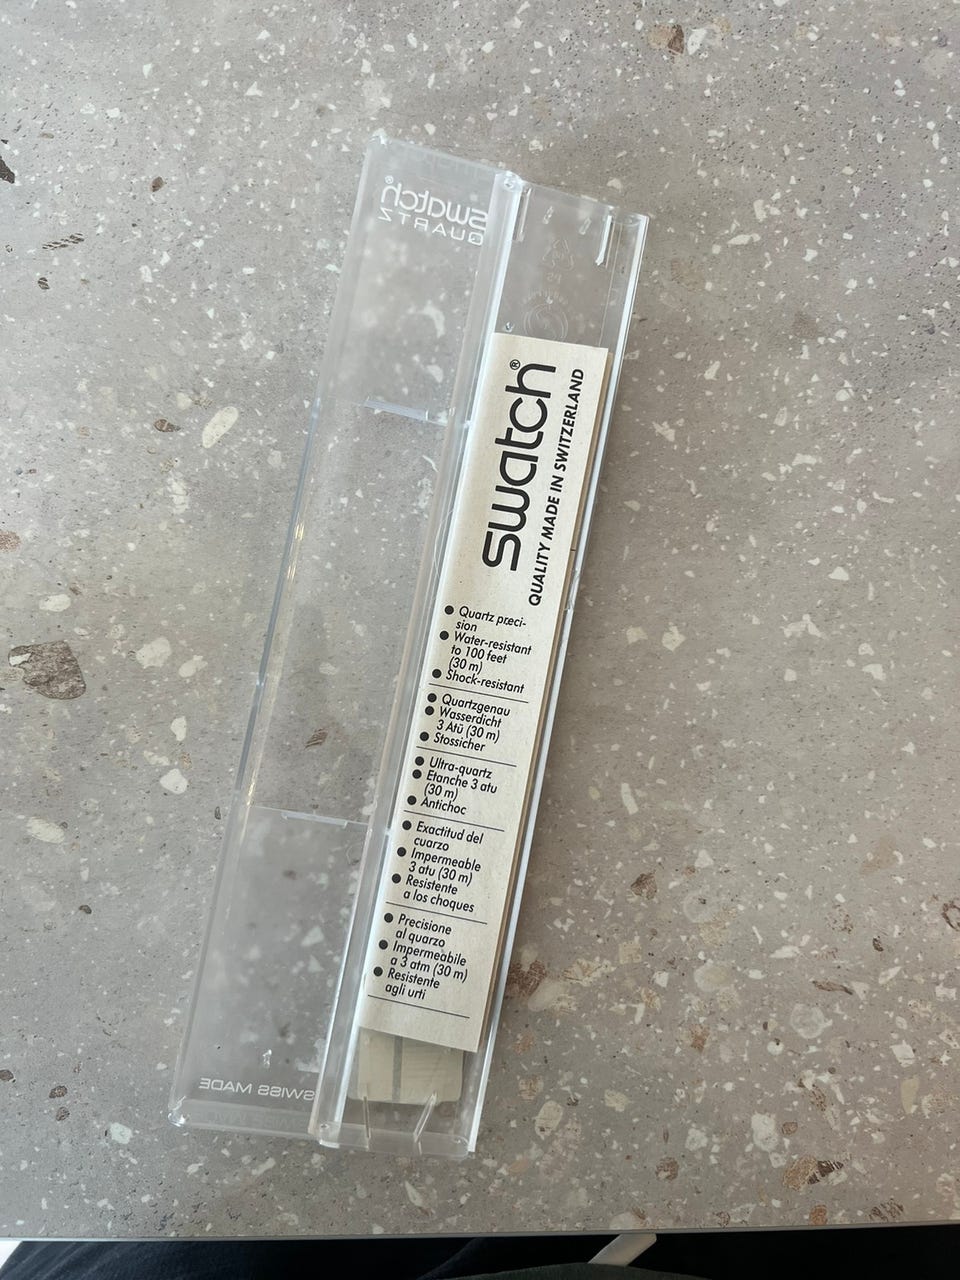 swatch®
QUARTZ
swatch®
QUALITY MADE IN SWITZERLAND
● Quartz preci-
sion
● Water-resistant
to 100 feet
(30 m)
● Shock-resistant
● Quartzgenau
● Wasserdicht
3 Atü (30 m)
● Stossicher
● Ultra-quartz
● Etanche 3 atu
(30 m)
● Antichoc
● Exactitud del
cuarzo
● Impermeable
3 atu (30 m)
● Resistente
a los choques
● Precisione
al quarzo
● Impermeabile
a 3 atm (30 m)
● Resistente
agli urti
SWISS MADE